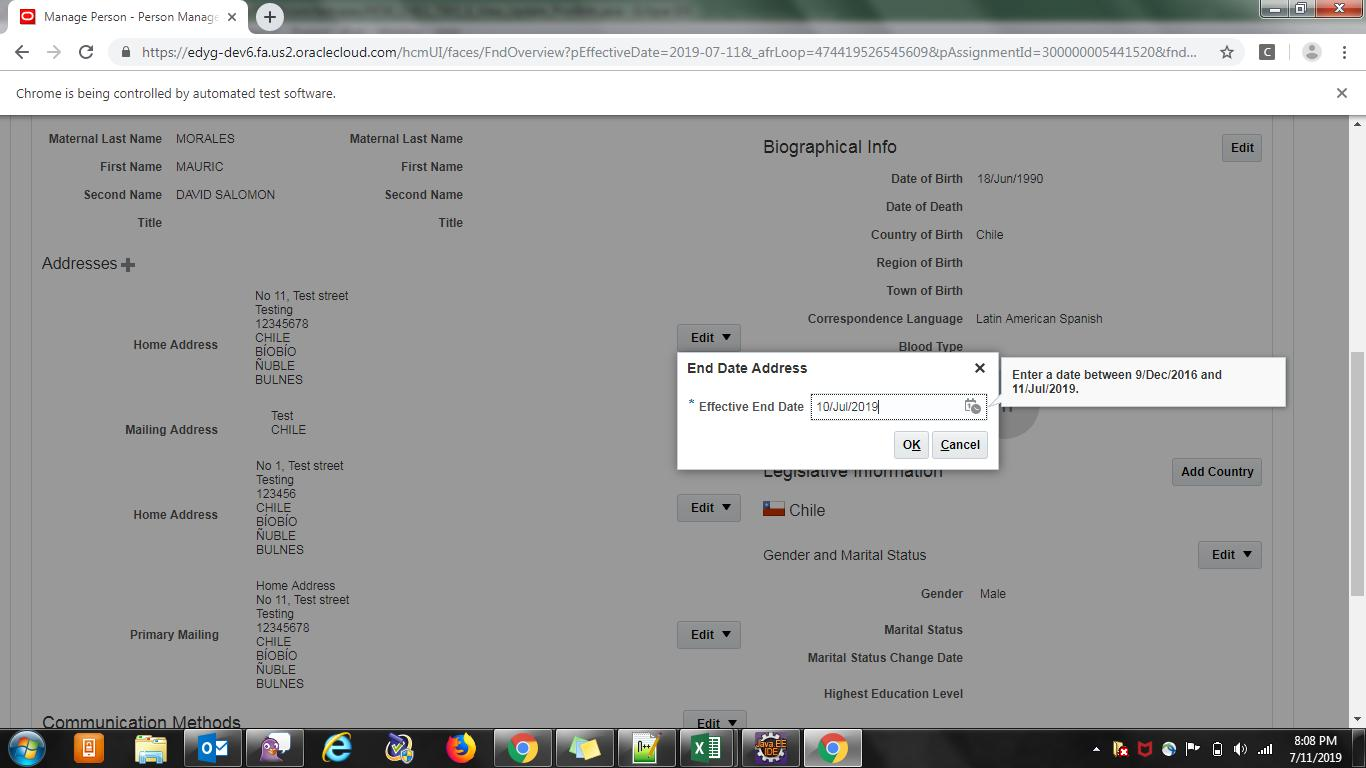 Manage Person - Person Manage
https://edyg-dev6.fa.us2.oraclecloud.com/hcmUI/faces/FndOverview?pEffectiveDate=2019-07-11&_afrLoop=474419526545609&pAssignmentId=300000005441520&fnd...
C
Chrome is being controlled by automated test software.
Maternal Last Name MORALES Maternal Last Name
First Name MAURIC First Name
Second Name DAVID SALOMON Second Name
Title Title
Addresses
Home Address
No 11, Test street
Testing
12345678
CHILE
BÍOBÍO
ÑUBLE
BULNES
Edit
Mailing Address
Test
CHILE
Home Address
No 1, Test street
Testing
123456
CHILE
BÍOBÍO
ÑUBLE
BULNES
Edit
Primary Mailing
Home Address
No 11, Test street
Testing
12345678
CHILE
BÍOBÍO
ÑUBLE
BULNES
Edit
Communication Methods
Edit
Biographical Info
Edit
Date of Birth 18/Jun/1990
Date of Death
Country of Birth Chile
Region of Birth
Town of Birth
Correspondence Language Latin American Spanish
Blood Type
End Date Address
* Effective End Date 10/Jul/2019
OK Cancel
Enter a date between 9/Dec/2016 and
11/Jul/2019.
Legislative Information
Add Country
Chile
Gender and Marital Status
Edit
Gender Male
Marital Status
Marital Status Change Date
Highest Education Level
Java EE
IDE
8:08 PM
7/11/2019